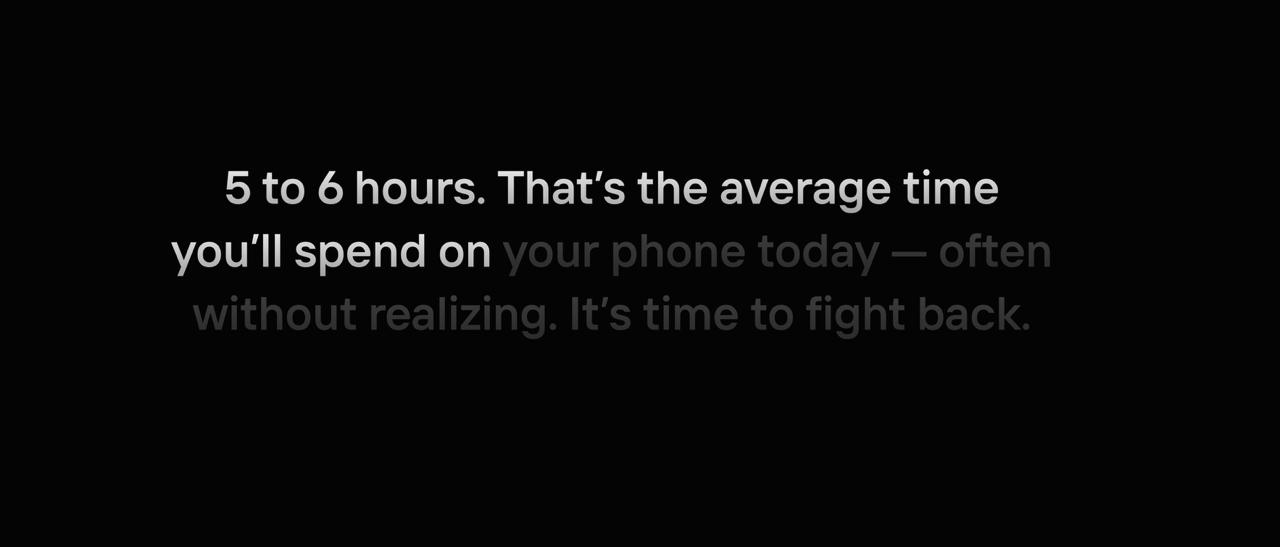 5 to 6 hours. That’s the average time
you’ll spend on your phone today — often
without realizing. It’s time to fight back.